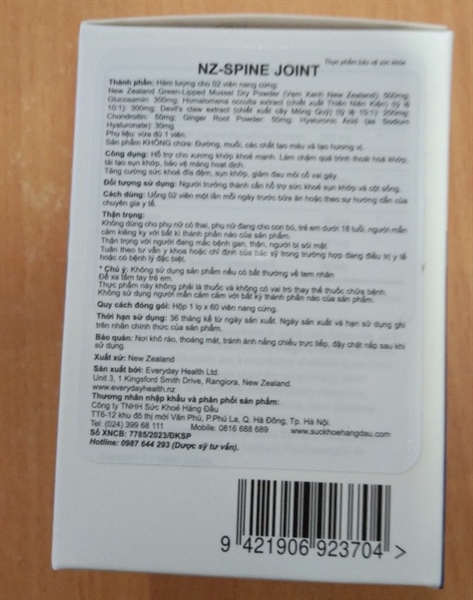 Thực phẩm bảo vệ sức khỏe
NZ-SPINE JOINT
Thành phần: Hàm lượng cho 02 viên nang cứng:
New Zealand Green-Lipped Mussel Dry Powder (Vẹm Xanh New Zealand): 500mg;
Glucosamin: 300mg; Homalomena occulta extract (chiết xuất Thiên Niên Kiện) (tỷ lệ
10:1): 300mg; Devil's claw extract (chiết xuất cây Móng Quỷ) (tỷ lệ 10:1): 200mg;
Chondroitin: 50mg; Ginger Root Powder: 50mg; Hyaluronic Acid (as Sodium
Hyaluronate): 30mg
Phụ liệu vừa đủ 1 viên.
Sản phẩm KHÔNG chứa: Đường, muối, các chất tạo màu và tạo hương vị.
Công dụng: Hỗ trợ cho xương khớp khoẻ mạnh. Làm chậm quá trình thoái hoá khớp,
tái tạo sụn khớp, bảo vệ màng hoạt dịch.
Tăng cường sức khoẻ đĩa đệm, sụn khớp, giảm đau mỏi cổ vai gáy.
Đối tượng sử dụng: Người trưởng thành cần hỗ trợ sức khoẻ sụn khớp và cột sống.
Cách dùng: Uống 02 viên một lần mỗi ngày trước bữa ăn hoặc theo sự hướng dẫn của
chuyên gia y tế.
Thận trọng:
Không dùng cho phụ nữ có thai, phụ nữ đang cho con bú, trẻ em dưới 18 tuổi, người mẫn
cảm kiêng kỵ với bất kì thành phần nào của sản phẩm.
Thận trọng với người đang mắc bệnh gan, thận, người bị sỏi mật.
Tuân theo tư vấn y khoa hoặc chỉ định của bác sỹ trong trường hợp đang điều trị y tế
hoặc có bệnh lý đặc biệt.
* Chú ý: Không sử dụng sản phẩm nếu có bất thường về tem nhãn
Để xa tầm tay trẻ em.
Thực phẩm này không phải là thuốc và không có vai trò thay thế thuốc chữa bệnh.
Không sử dụng người mẫn cảm với bất kỳ thành phần nào của sản phẩm.
Quy cách đóng gói: Hộp 1 lọ x 60 viên nang cứng.
Thời hạn sử dụng: 36 tháng kể từ ngày sản xuất. Ngày sản xuất và hạn sử dụng ghi
trên nhãn chính thức của sản phẩm.
Bảo quản: Nơi khô ráo, thoáng mát, tránh ánh nắng chiếu trực tiếp, đậy chặt nắp sau khi
sử dụng
Xuất xứ: New Zealand
Sản xuất bởi: Everyday Health Ltd.
Unit 3, 1 Kingsford Smith Drive, Rangiora, New Zealand.
www.everydayhealth.nz
Thương nhân nhập khẩu và phân phối sản phẩm:
Công ty TNHH Sức Khoẻ Hàng Đầu
TT6-12 khu đô thị mới Văn Phú, P.Phú La, Q. Hà Đông, Tp. Hà Nội.
Tel: (024) 399 68 111 Mobile: 0816 688 689 www.suckhoehangdau.com
Số XNCB: 7785/2023/ĐKSP
Hotline: 0987 644 293 (Dược sỹ tư vấn).
9 421906 923704 >